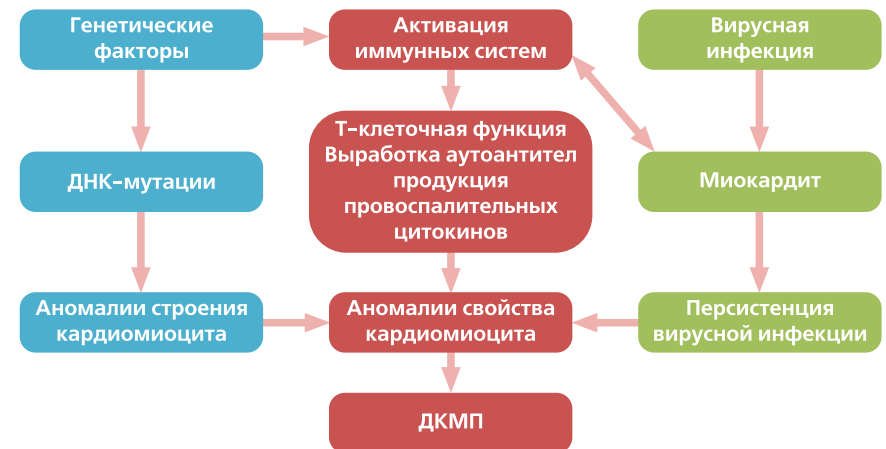 Генетические
факторы
Активация
иммунных систем
Вирусная
инфекция
Т-клеточная функция
Выработка аутоантител
продукция
провоспалительных
цитокинов
ДНК-мутации
Миокардит
Аномалии строения
кардиомиоцита
Аномалии свойства
кардмиоцита
Персистенция
вирусной инфекции
ДКМП